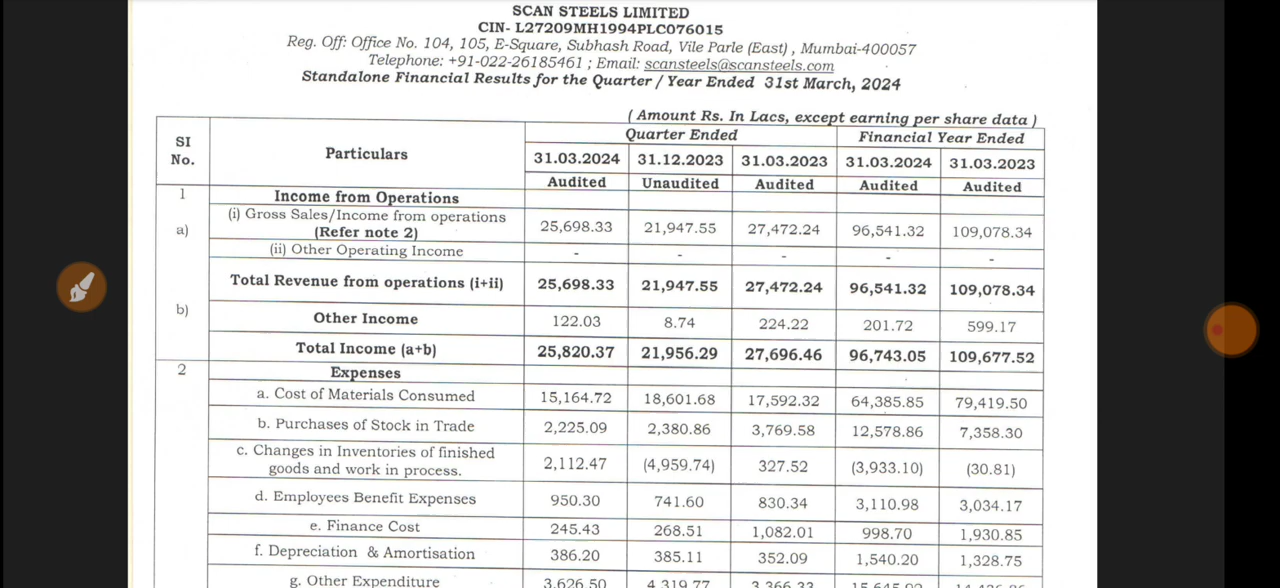 SCAN STEELS LIMITED
CIN- L27209MH1994PLC076015
Reg. Off: Office No. 104, 105, E-Square, Subhash Road, Vile Parle (East) , Mumbai-400057
Telephone: +91-022-26185461 ; Email: scansteels@scansteels.com
Standalone Financial Results for the Quarter / Year Ended 31st March, 2024
( Amount Rs. In Lacs, except earning per share data )
SI No. Particulars Quarter Ended Financial Year Ended
31.03.2024 31.12.2023 31.03.2023 31.03.2024 31.03.2023
Audited Unaudited Audited Audited Audited
1 Income from Operations
a) (i) Gross Sales/Income from operations (Refer note 2) 25,698.33 21,947.55 27,472.24 96,541.32 109,078.34
(ii) Other Operating Income - - - - -
Total Revenue from operations (i+ii) 25,698.33 21,947.55 27,472.24 96,541.32 109,078.34
b) Other Income 122.03 8.74 224.22 201.72 599.17
Total Income (a+b) 25,820.37 21,956.29 27,696.46 96,743.05 109,677.52
2 Expenses
a. Cost of Materials Consumed 15,164.72 18,601.68 17,592.32 64,385.85 79,419.50
b. Purchases of Stock in Trade 2,225.09 2,380.86 3,769.58 12,578.86 7,358.30
c. Changes in Inventories of finished goods and work in process. 2,112.47 (4,959.74) 327.52 (3,933.10) (30.81)
d. Employees Benefit Expenses 950.30 741.60 830.34 3,110.98 3,034.17
e. Finance Cost 245.43 268.51 1,082.01 998.70 1,930.85
f. Depreciation & Amortisation 386.20 385.11 352.09 1,540.20 1,328.75
g. Other Expenditure 3,626.50 4,319.77 3,366.33